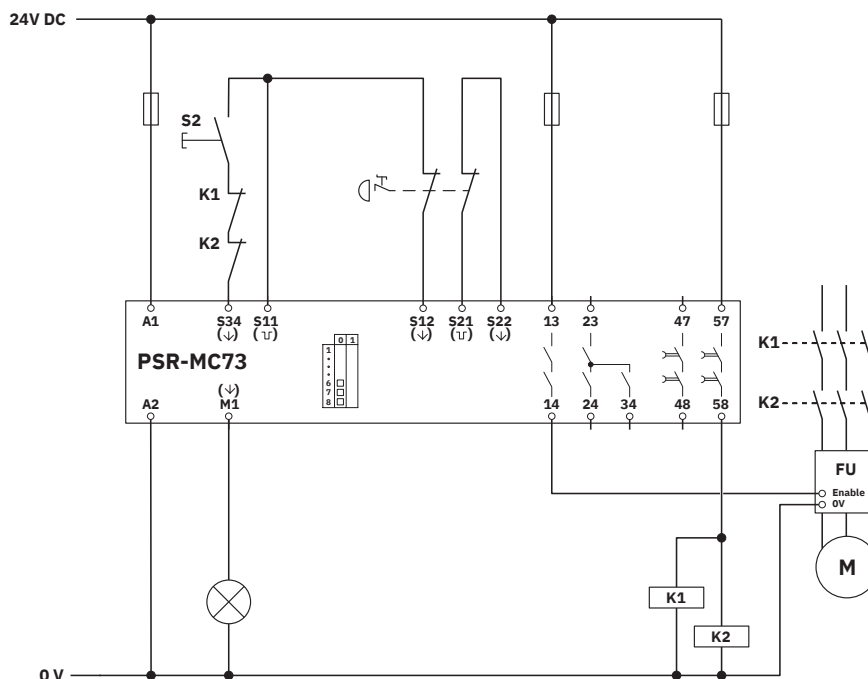 24V DC
S2
K1
K2
A1
S34
S11
S12
S21
S22
13
23
47
57
(↓)
(⊓)
(↓)
(⊓)
(↓)
0 1
1
•
•
•
•
6
7
8
PSR-MC73
(↓)
A2
M1
14
24
34
48
58
K1
K2
FU
Enable
0V
M
K1
K2
0 V